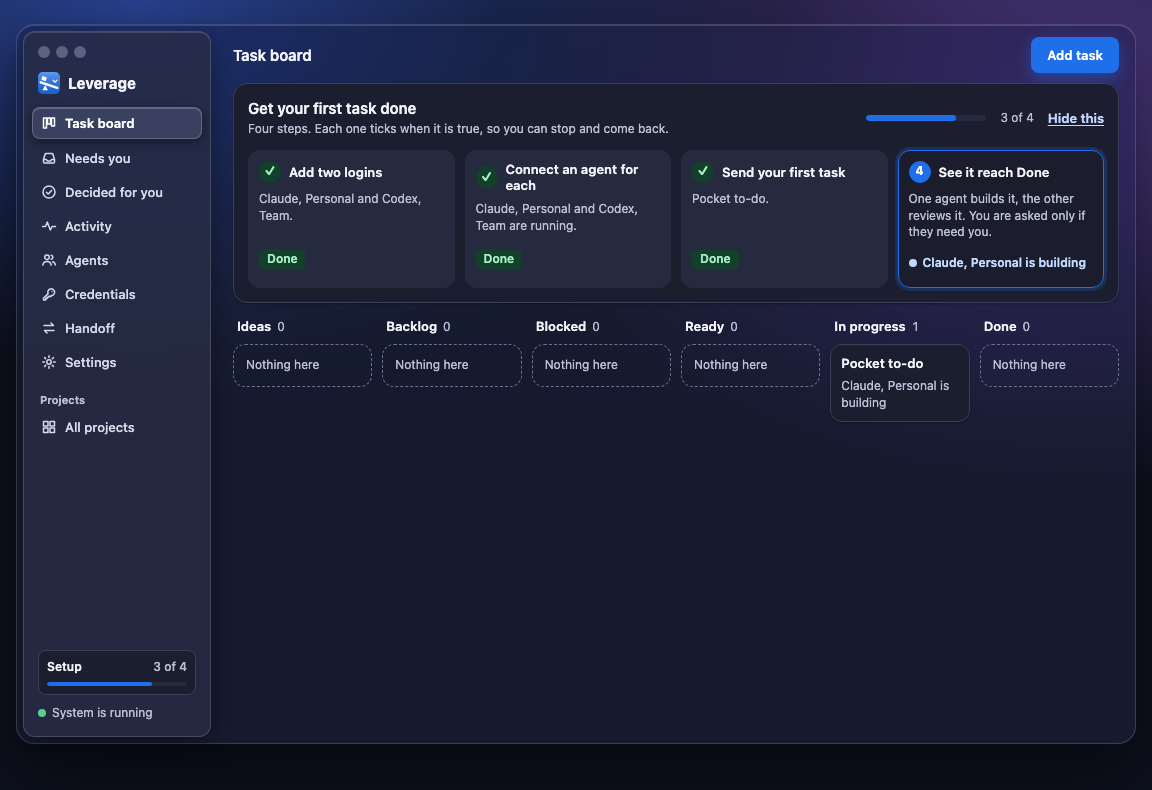 Leverage
Task board
Needs you
Decided for you
Activity
Agents
Credentials
Handoff
Settings
Projects
All projects
Setup 3 of 4
System is running
Task board
Add task
Get your first task done
Four steps. Each one ticks when it is true, so you can stop and come back.
3 of 4 Hide this
Add two logins
Claude, Personal and Codex,
Team.
Done
Connect an agent for
each
Claude, Personal and Codex,
Team are running.
Done
Send your first task
Pocket to-do.
Done
4 See it reach Done
One agent builds it, the other
reviews it. You are asked only if
they need you.
Claude, Personal is building
Ideas 0
Nothing here
Backlog 0
Nothing here
Blocked 0
Nothing here
Ready 0
Nothing here
In progress 1
Pocket to-do
Claude, Personal is
building
Done 0
Nothing here